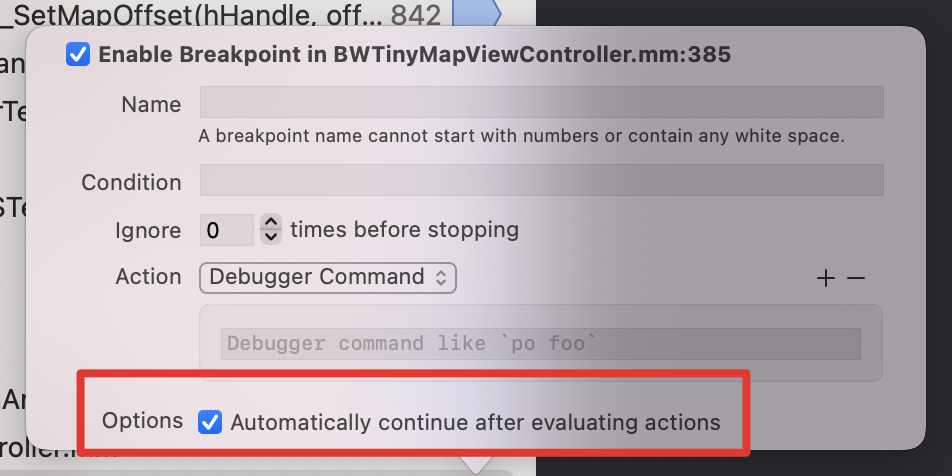 _SetMapOffset(hHandle, off... 842
Enable Breakpoint in BWTinyMapViewController.mm:385
an
Name
A breakpoint name cannot start with numbers or contain any white space.
rTe
Condition
STe
Ignore 0 times before stopping
Action Debugger Command + −
Debugger command like `po foo`
Ar
Options Automatically continue after evaluating actions
roller.mm